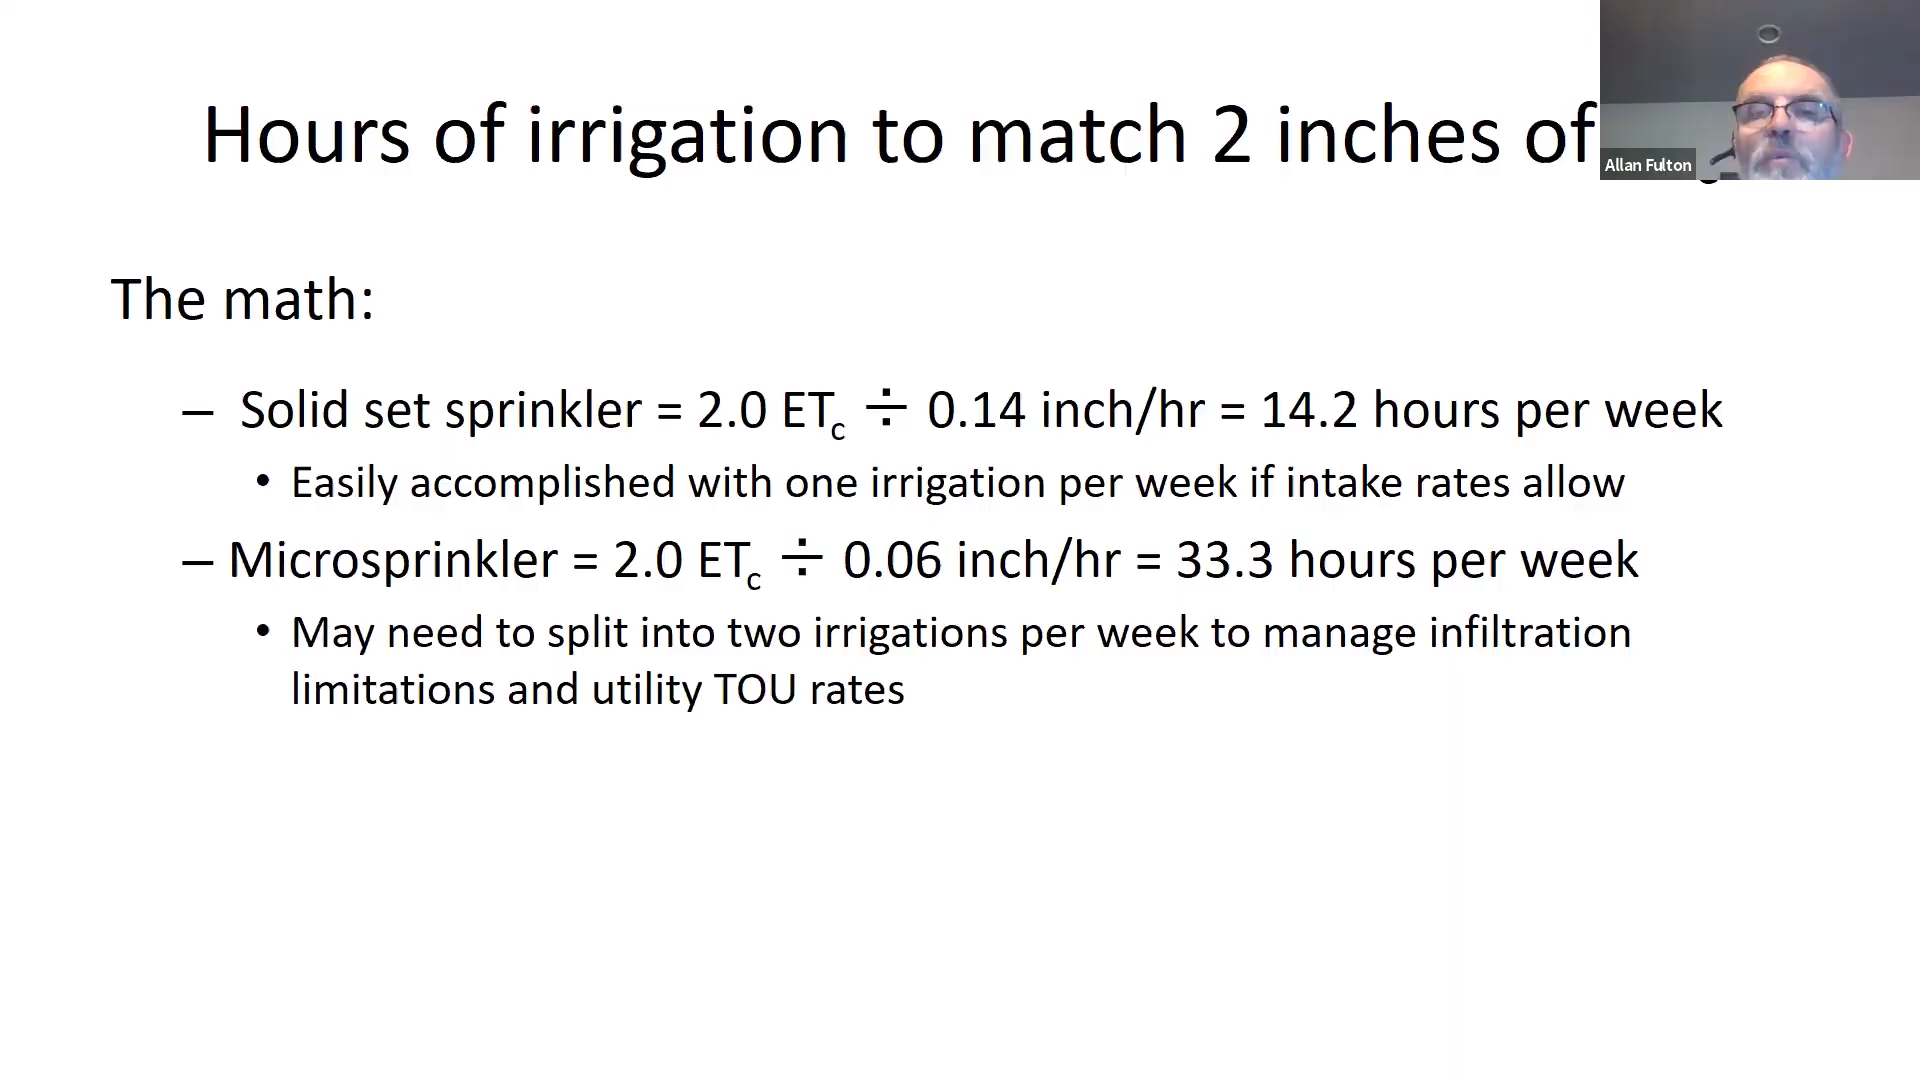 Hours of irrigation to match 2 inches of
Allan Fulton
The math:
– Solid set sprinkler = 2.0 ETc ÷ 0.14 inch/hr = 14.2 hours per week
• Easily accomplished with one irrigation per week if intake rates allow
– Microsprinkler = 2.0 ETc ÷ 0.06 inch/hr = 33.3 hours per week
• May need to split into two irrigations per week to manage infiltration
limitations and utility TOU rates